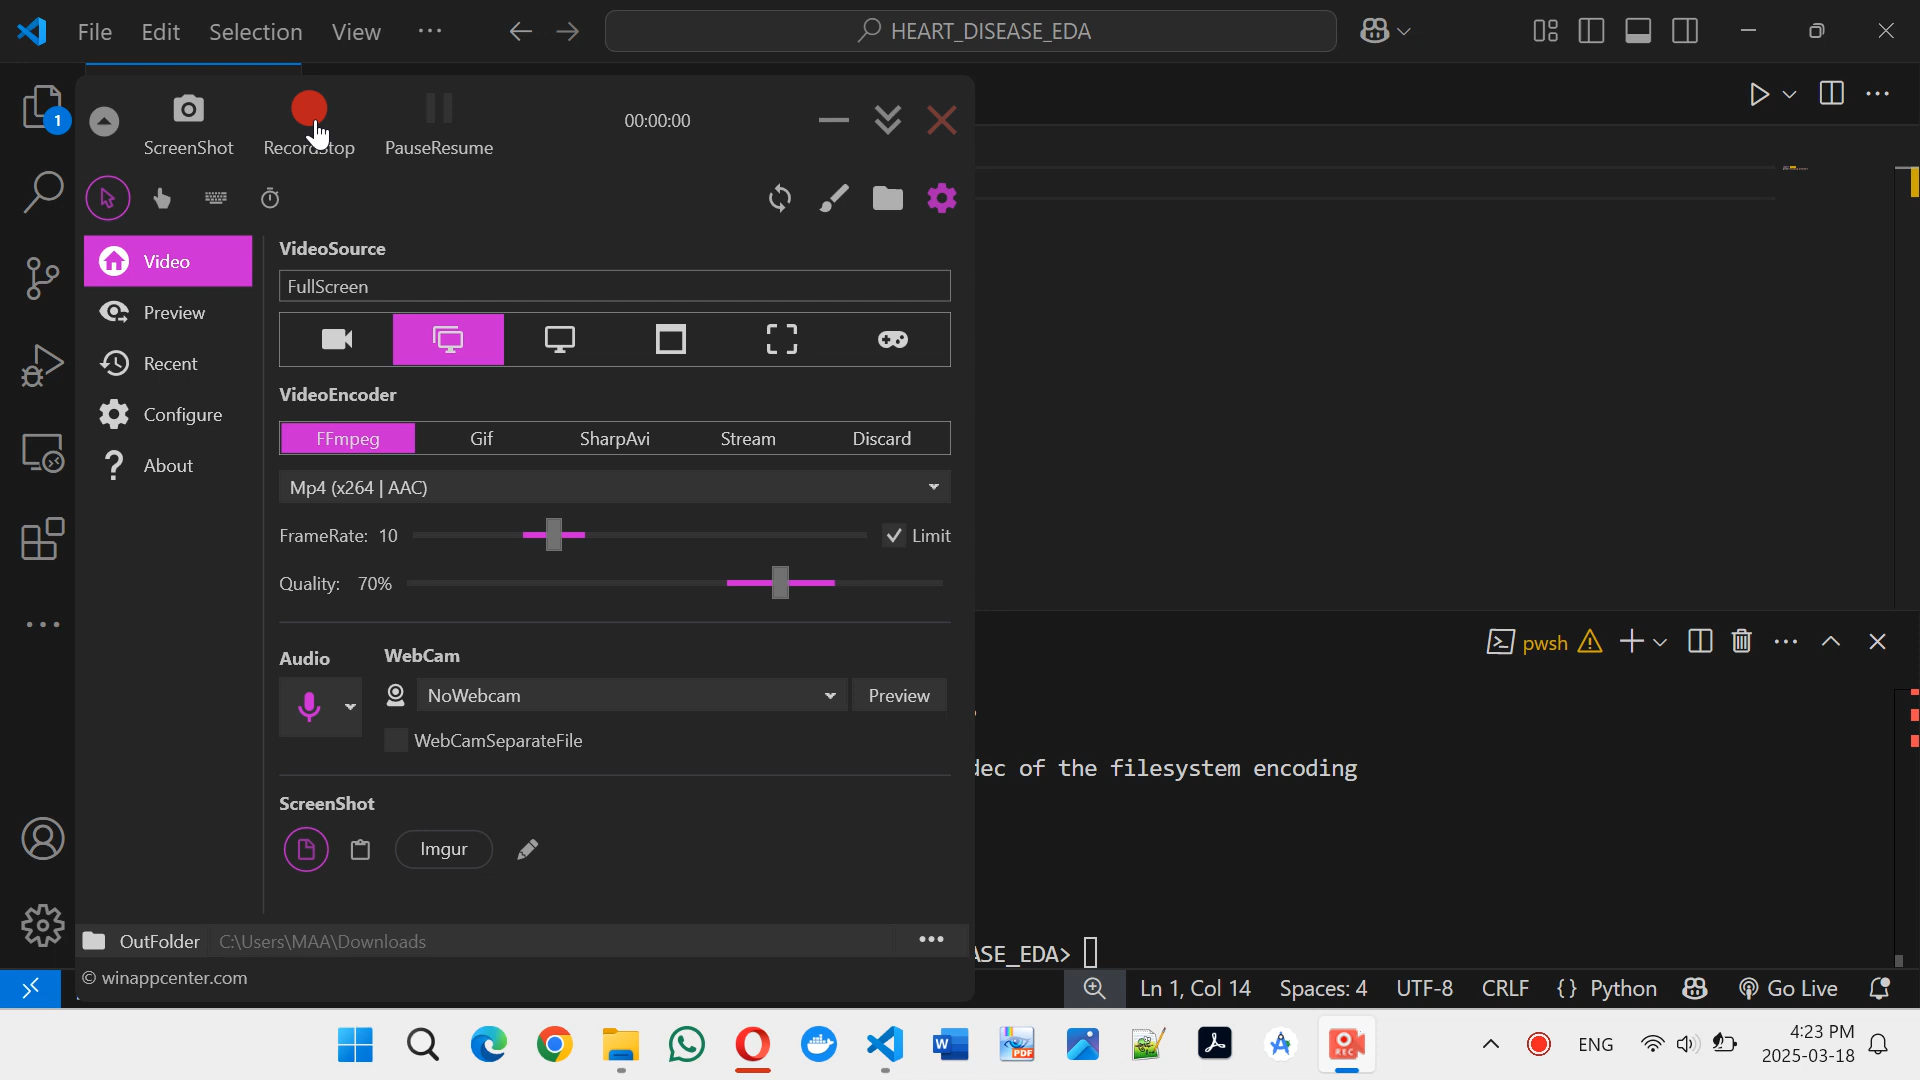 File Edit Selection View ··· HEART_DISEASE_EDA
1
ScreenShot RecordStop PauseResume 00:00:00
Video
Preview
Recent
Configure
About
VideoSource
FullScreen
VideoEncoder
FFmpeg Gif SharpAvi Stream Discard
Mp4 (x264 | AAC)
FrameRate: 10 Limit
Quality: 70%
Audio WebCam
NoWebcam Preview
WebCamSeparateFile
ScreenShot
Imgur
OutFolder C:\Users\MAA\Downloads
© winappcenter.com
pwsh
dec of the filesystem encoding
ASE_EDA>
Ln 1, Col 14 Spaces: 4 UTF-8 CRLF {} Python Go Live
W PDF REC ENG 4:23 PM
2025-03-18